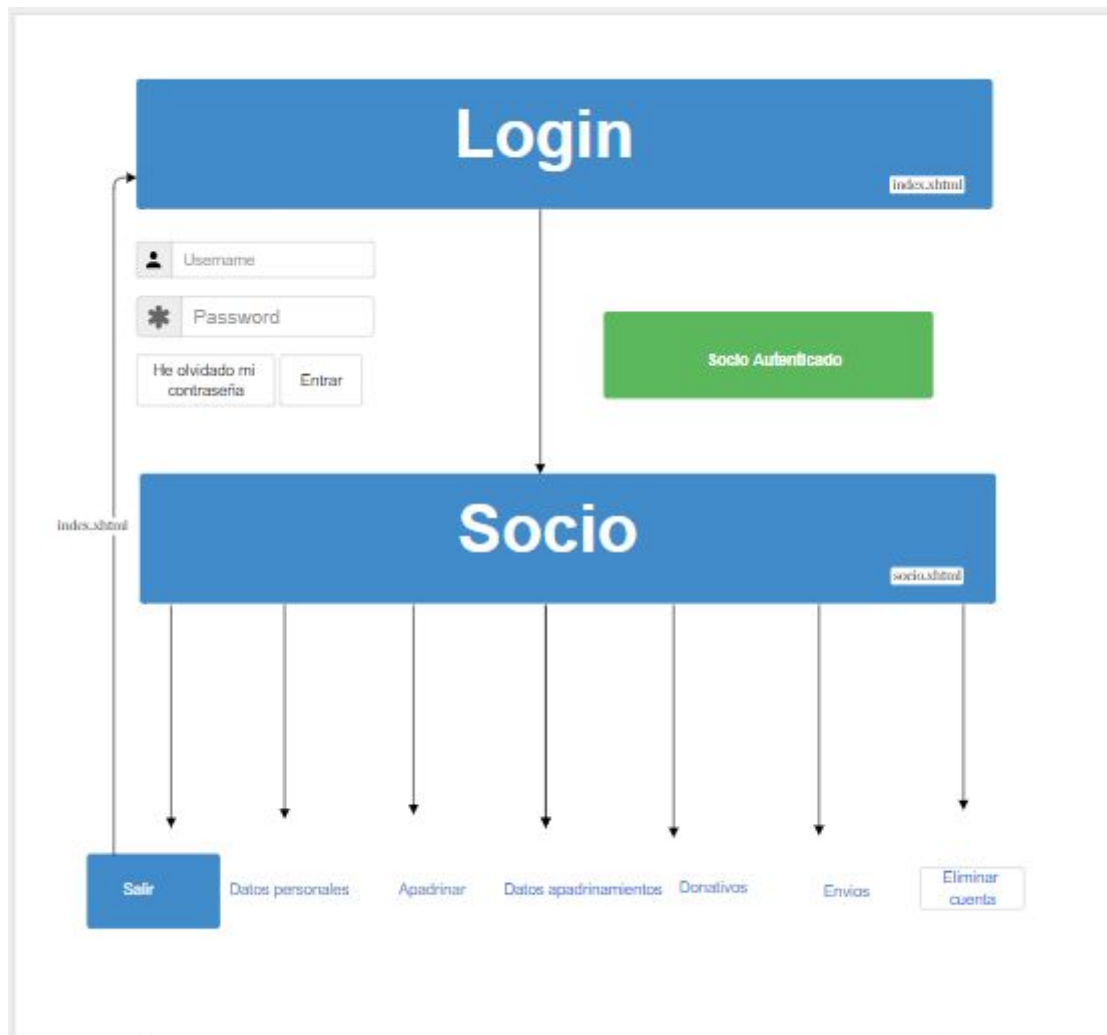 Login
index.xhtml
Username
Password
He olvidado mi
contraseña
Entrar
Socio Autenticado
index.xhtml
Socio
socio.xhtml
Salir
Datos personales
Apadrinar
Datos apadrinamientos
Donativos
Envios
Eliminar
cuenta